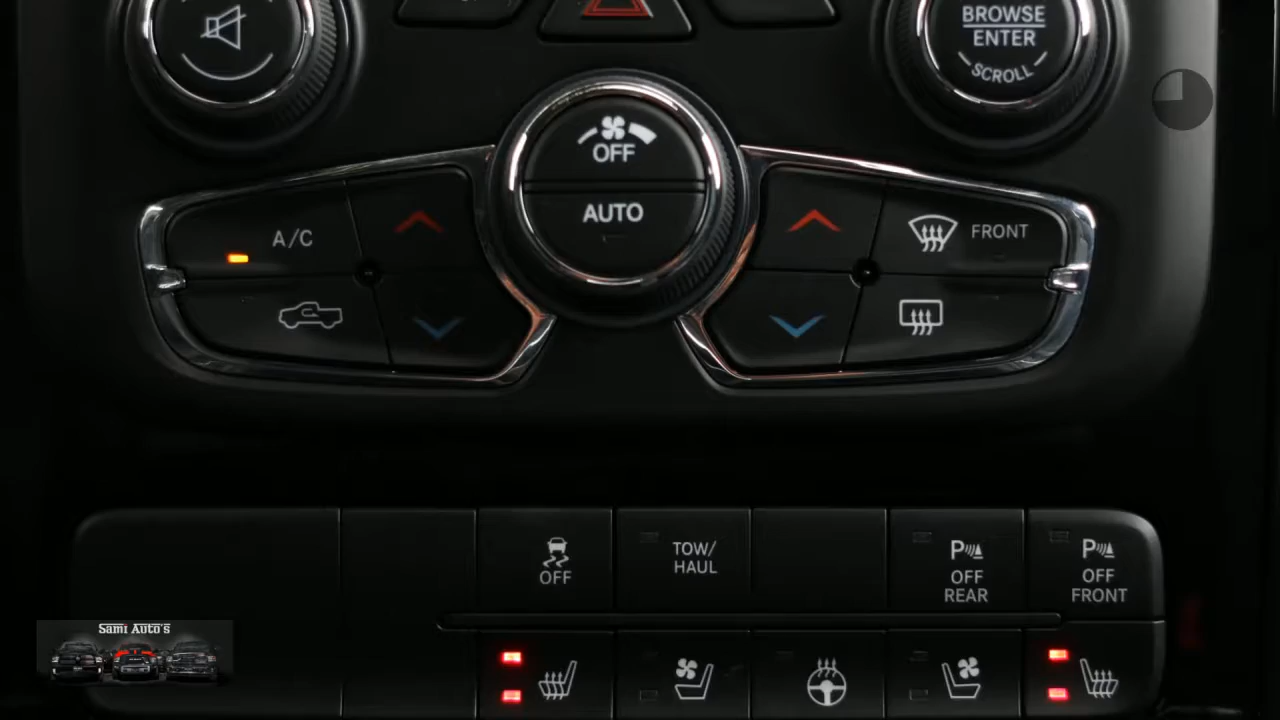 BROWSE
ENTER
SCROLL
OFF
AUTO
A/C
FRONT
OFF
TOW/
HAUL
P
OFF
REAR
P
OFF
FRONT
Sami Auto's